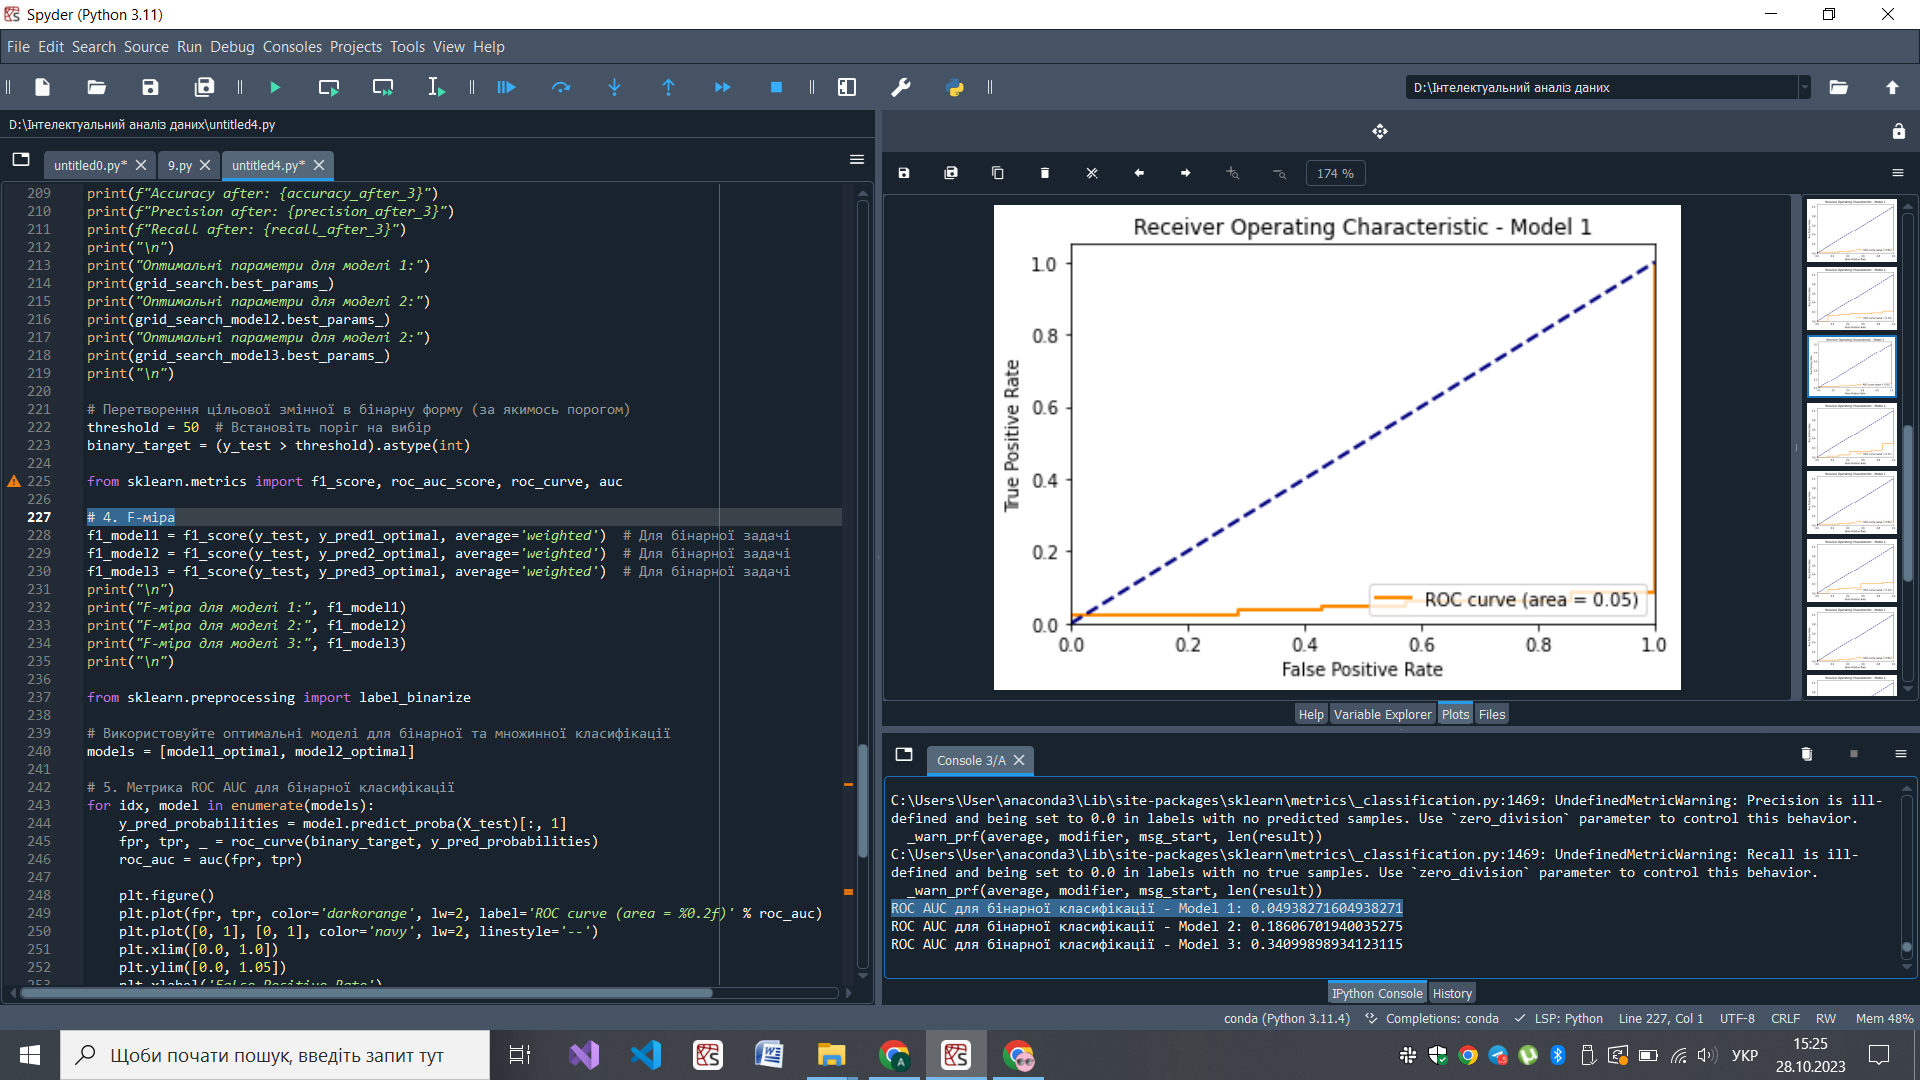 Spyder (Python 3.11)
File Edit Search Source Run Debug Consoles Projects Tools View Help
D:\Інтелектуальний аналіз даних
D:\Інтелектуальний аналіз даних\untitled4.py
untitled0.py*
9.py
untitled4.py*
209 print(f"Accuracy after: {accuracy_after_3}")
210 print(f"Precision after: {precision_after_3}")
211 print(f"Recall after: {recall_after_3}")
212 print("\n")
213 print("Оптимальні параметри для моделі 1:")
214 print(grid_search.best_params_)
215 print("Оптимальні параметри для моделі 2:")
216 print(grid_search_model2.best_params_)
217 print("Оптимальні параметри для моделі 2:")
218 print(grid_search_model3.best_params_)
219 print("\n")
220
221 # Перетворення цільової змінної в бінарну форму (за якимось порогом)
222 threshold = 50  # Встановіть поріг на вибір
223 binary_target = (y_test > threshold).astype(int)
224
225 from sklearn.metrics import f1_score, roc_auc_score, roc_curve, auc
226
227 # 4. F-міра
228 f1_model1 = f1_score(y_test, y_pred1_optimal, average='weighted')  # Для бінарної задачі
229 f1_model2 = f1_score(y_test, y_pred2_optimal, average='weighted')  # Для бінарної задачі
230 f1_model3 = f1_score(y_test, y_pred3_optimal, average='weighted')  # Для бінарної задачі
231 print("\n")
232 print("F-міра для моделі 1:", f1_model1)
233 print("F-міра для моделі 2:", f1_model2)
234 print("F-міра для моделі 3:", f1_model3)
235 print("\n")
236
237 from sklearn.preprocessing import label_binarize
238
239 # Використовуйте оптимальні моделі для бінарної та множинної класифікації
240 models = [model1_optimal, model2_optimal]
241
242 # 5. Метрика ROC AUC для бінарної класифікації
243 for idx, model in enumerate(models):
244     y_pred_probabilities = model.predict_proba(X_test)[:, 1]
245     fpr, tpr, _ = roc_curve(binary_target, y_pred_probabilities)
246     roc_auc = auc(fpr, tpr)
247
248     plt.figure()
249     plt.plot(fpr, tpr, color='darkorange', lw=2, label='ROC curve (area = %0.2f)' % roc_auc)
250     plt.plot([0, 1], [0, 1], color='navy', lw=2, linestyle='--')
251     plt.xlim([0.0, 1.0])
252     plt.ylim([0.0, 1.05])
253     plt.xlabel('False Positive Rate')
174 %
Receiver Operating Characteristic - Model 1
True Positive Rate
1.0
0.8
0.6
0.4
0.2
0.0
ROC curve (area = 0.05)
0.0 0.2 0.4 0.6 0.8 1.0
False Positive Rate
Help Variable Explorer Plots Files
Console 3/A
C:\Users\User\anaconda3\Lib\site-packages\sklearn\metrics\_classification.py:1469: UndefinedMetricWarning: Precision is ill-
defined and being set to 0.0 in labels with no predicted samples. Use `zero_division` parameter to control this behavior.
_warn_prf(average, modifier, msg_start, len(result))
C:\Users\User\anaconda3\Lib\site-packages\sklearn\metrics\_classification.py:1469: UndefinedMetricWarning: Recall is ill-
defined and being set to 0.0 in labels with no true samples. Use `zero_division` parameter to control this behavior.
_warn_prf(average, modifier, msg_start, len(result))
ROC AUC для бінарної класифікації - Model 1: 0.04938271604938271
ROC AUC для бінарної класифікації - Model 2: 0.18606701940035275
ROC AUC для бінарної класифікації - Model 3: 0.34099898934123115
IPython Console History
conda (Python 3.11.4) Completions: conda LSP: Python Line 227, Col 1 UTF-8 CRLF RW Mem 48%
Щоби почати пошук, введіть запит тут
УКР
15:25
28.10.2023